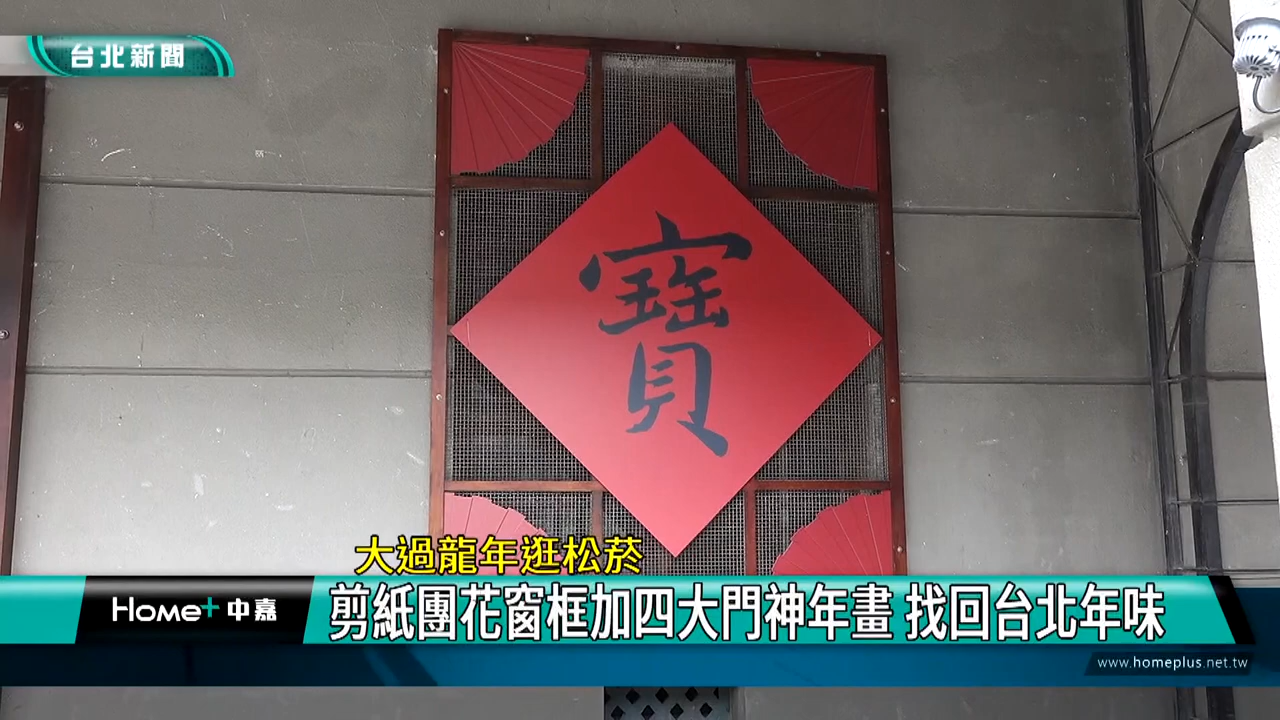 台北新聞
寶
大過龍年逛松菸
Home+中嘉
剪紙團花窗框加四大門神年畫 找回台北年味
www.homeplus.net.tw